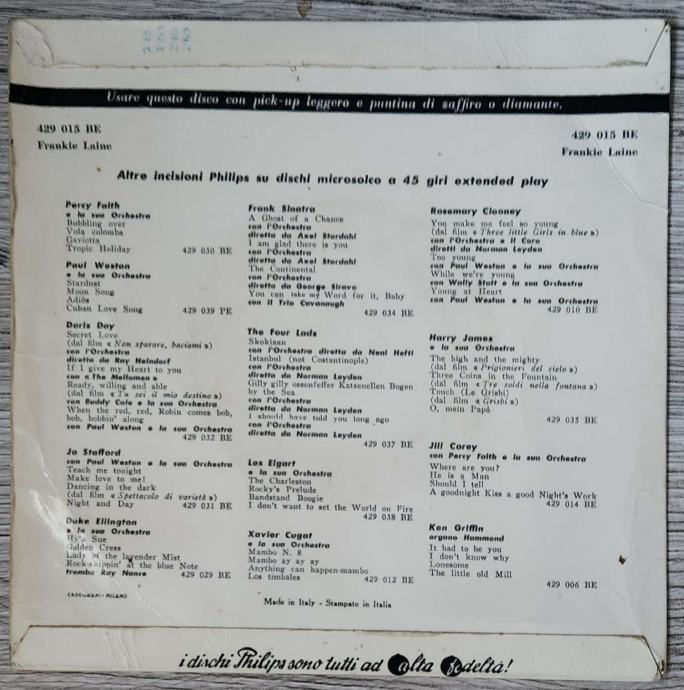 Usare questo disco con pick-up leggero e puntina di zaffiro o diamante.
429 015 BE
Frankie Laine
429 015 BE
Frankie Laine
Altre incisioni Philips su dischi microsolco a 45 giri extended play
Percy Faith
e la sua Orchestra
Bubbling over
Vola colomba
Gaviotta
Tropic Holiday 429 030 BE
Paul Weston
e la sua Orchestra
Stardust
Moon Song
Adiós
Cuban Love Song 429 039 PE
Doris Day
Secret Love
(dal film « Non sparare, baciami »)
con l'Orchestra
diretta da Ray Heindorf
If I give my Heart to you
con « The Mellomen »
Ready, willing and able
(dal film « Tu sei il mio destino »)
con Buddy Cole e la sua Orchestra
When the red, red, Robin comes bob,
bob, bobbin' along
con Paul Weston e la sua Orchestra
429 032 BE
Jo Stafford
con Paul Weston e la sua Orchestra
Teach me tonight
Make love to me!
Dancing in the dark
(dal film « Spettacolo di varietà »)
Night and Day 429 031 BE
Duke Ellington
e la sua Orchestra
Hy'a Sue
Golden Cress
Lady of the lavender Mist
Rock-skippin' at the blue Note
tromba Ray Nance 429 029 BE
CROSIGNANI - MILANO
Frank Sinatra
A Ghost of a Chance
con l'Orchestra
diretta da Axel Stordahl
I am glad there is you
con l'Orchestra
diretta da Axel Stordahl
The Continental
con l'Orchestra
diretta da George Siravo
You can take my Word for it, Baby
con il Trio Cavanaugh
429 034 BE
The Four Lads
Skokiaan
con l'Orchestra diretta da Neal Hefti
Istanbul (not Costantinople)
con l'Orchestra
diretta da Norman Leyden
Gilly gilly ossenfeffer Katzenellen Bogen
by the Sea
con l'Orchestra
diretta da Norman Leyden
I should have told you long ago
con l'Orchestra
diretta da Norman Leyden
429 037 BE
Les Elgart
e la sua Orchestra
The Charleston
Rocky's Prelude
Bandstand Boogie
I don't want to set the World on Fire
429 038 BE
Xavier Cugat
e la sua Orchestra
Mambo N. 8
Mambo ay ay ay
Anything can happen-mambo
Los timbales 429 012 BE
Made in Italy - Stampato in Italia
Rosemary Clooney
You make me feel so young
(dal film « Three little Girls in blue »)
con l'Orchestra e il Coro
diretti da Norman Leyden
Too young
con Paul Weston e la sua Orchestra
While we're young
con Wally Stott e la sua Orchestra
Young at Heart
con Paul Weston e la sua Orchestra
429 010 BE
Harry James
e la sua Orchestra
The high and the mighty
(dal film « Prigionieri del cielo »)
Three Coins in the Fountain
(dal film « Tre soldi nella fontana »)
Touch (Le Grisbi)
(dal film « Grisbi »)
O, mein Papà
429 035 BE
Jill Corey
con Percy Faith e la sua Orchestra
Where are you?
He is a Man
Should I tell
A goodnight Kiss a good Night's Work
429 014 BE
Ken Griffin
organo Hammond
It had to be you
I don't know why
Lonesome
The little old Mill
429 006 BE
i dischi Philips sono tutti ad alta fedeltà!